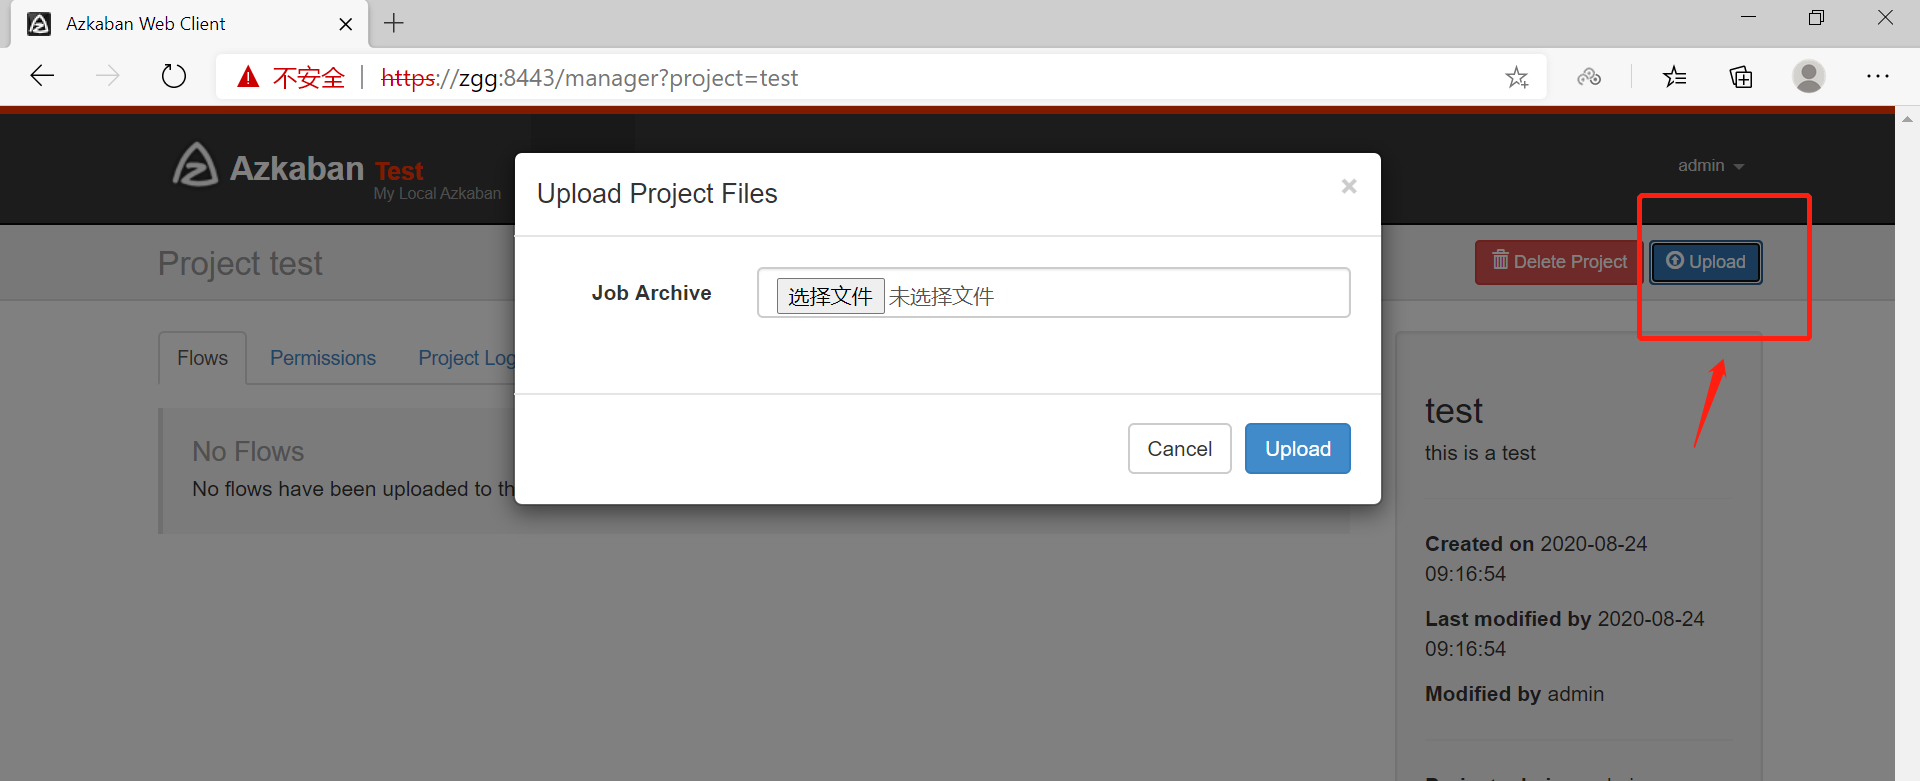 Azkaban Web Client
不安全 | https://zgg:8443/manager?project=test
Azkaban Test
My Local Azkaban
admin
Upload Project Files
Project test
Delete Project
Upload
Job Archive
选择文件 未选择文件
Flows
Permissions
Project Log
Cancel
Upload
No Flows
No flows have been uploaded to th
test
this is a test
Created on 2020-08-24
09:16:54
Last modified by 2020-08-24
09:16:54
Modified by admin